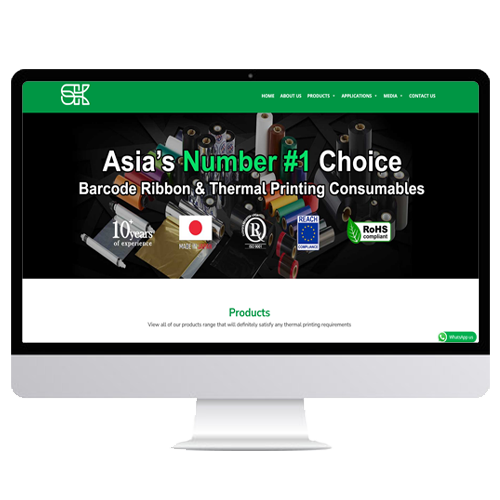 SK
HOME ABOUT US PRODUCTS APPLICATIONS MEDIA CONTACT US
Asia's Number #1 Choice
Barcode Ribbon & Thermal Printing Consumables
10+ years
of experience
MADE IN
R
ISO 9001
REACH
COMPLIANCE
RoHS
compliant
Products
View all of our products range that will definitely satisfy any thermal printing requirements
WhatsApp us